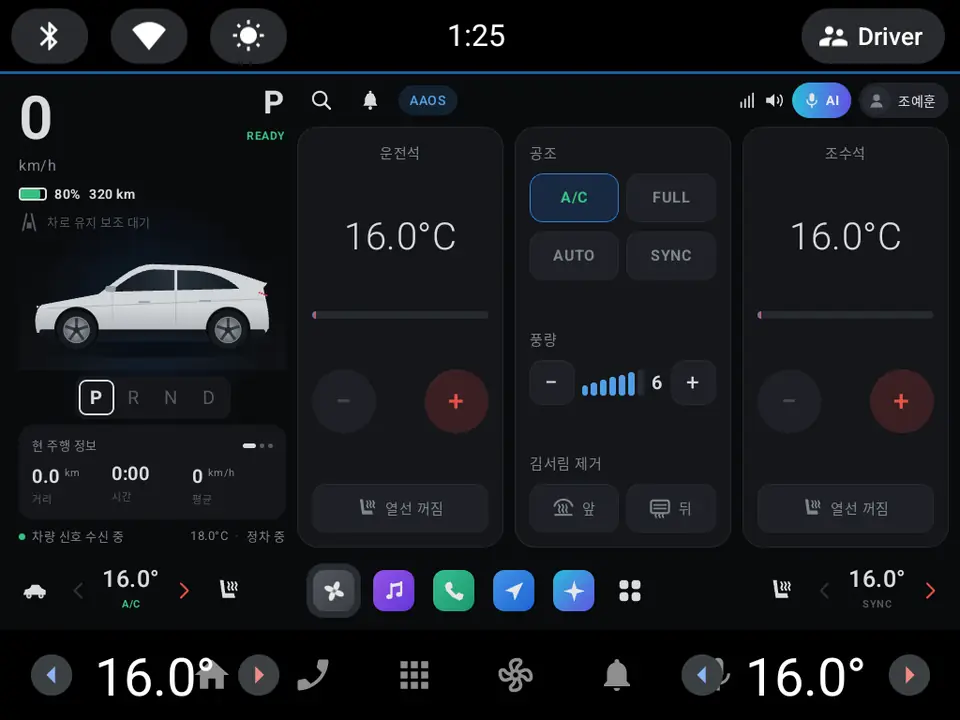 1:25
Driver
0
P
READY
km/h
80% 320 km
차로 유지 보조 대기
P R N D
현 주행 정보
0.0 km
0:00
0 km/h
거리
시간
평균
차량 신호 수신 중
18.0°C · 정차 중
AAOS
AI
조예훈
운전석
16.0°C
열선 꺼짐
공조
A/C
FULL
AUTO
SYNC
풍량
− 6 +
김서림 제거
앞
뒤
조수석
16.0°C
열선 꺼짐
16.0°
A/C
16.0°
SYNC
16.0°
16.0°